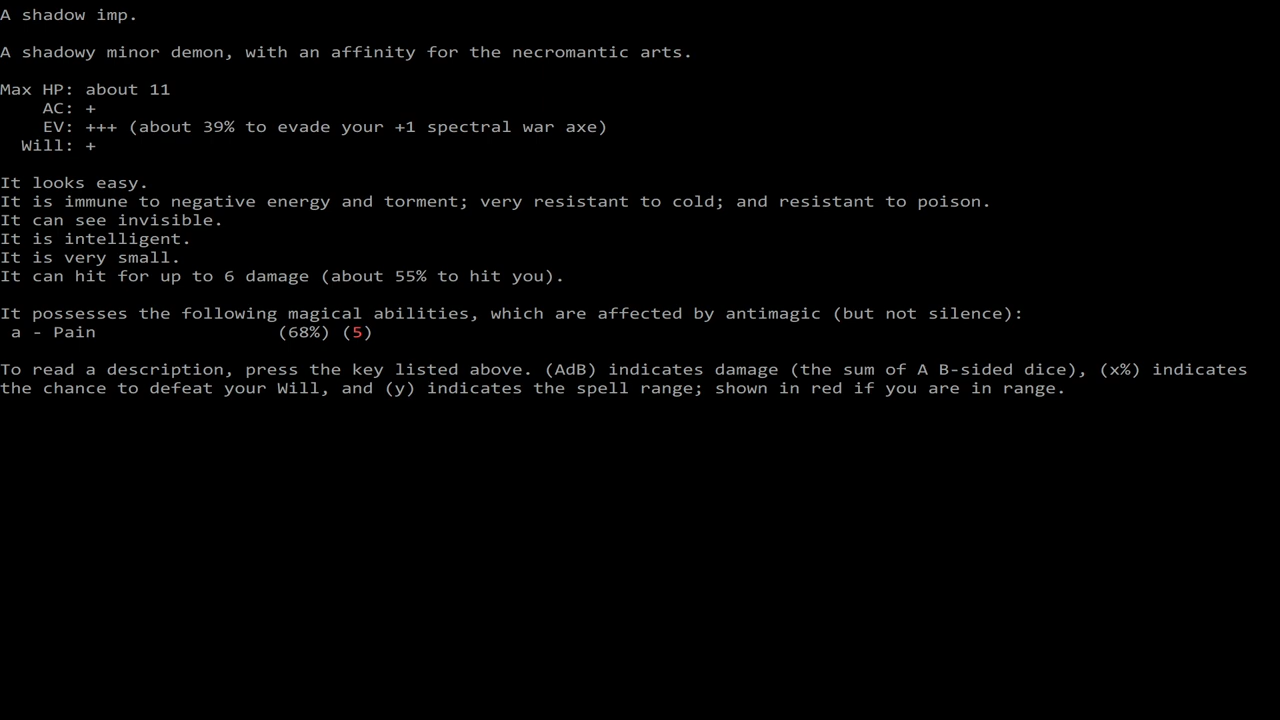 A shadow imp.
A shadowy minor demon, with an affinity for the necromantic arts.
Max HP: about 11
AC: +
EV: +++ (about 39% to evade your +1 spectral war axe)
Will: +
It looks easy.
It is immune to negative energy and torment; very resistant to cold; and resistant to poison.
It can see invisible.
It is intelligent.
It is very small.
It can hit for up to 6 damage (about 55% to hit you).
It possesses the following magical abilities, which are affected by antimagic (but not silence):
a - Pain (68%) (5)
To read a description, press the key listed above. (AdB) indicates damage (the sum of A B-sided dice), (x%) indicates
the chance to defeat your Will, and (y) indicates the spell range; shown in red if you are in range.